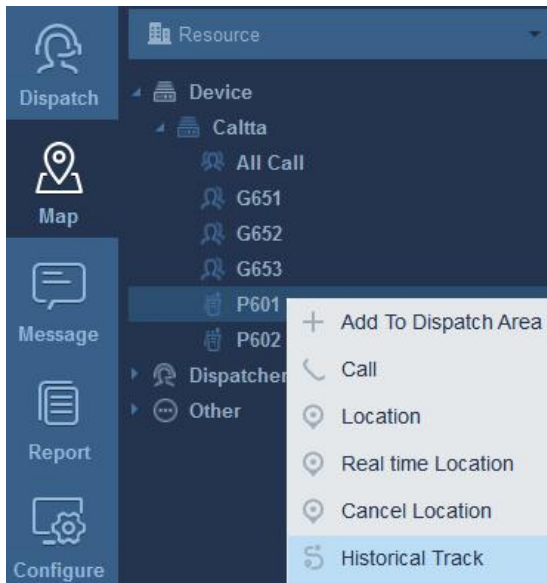 Dispatch
Map
Message
Report
Configure
Resource
Device
Caltta
All Call
G651
G652
G653
P601
P602
Dispatcher
Other
Add To Dispatch Area
Call
Location
Real time Location
Cancel Location
Historical Track